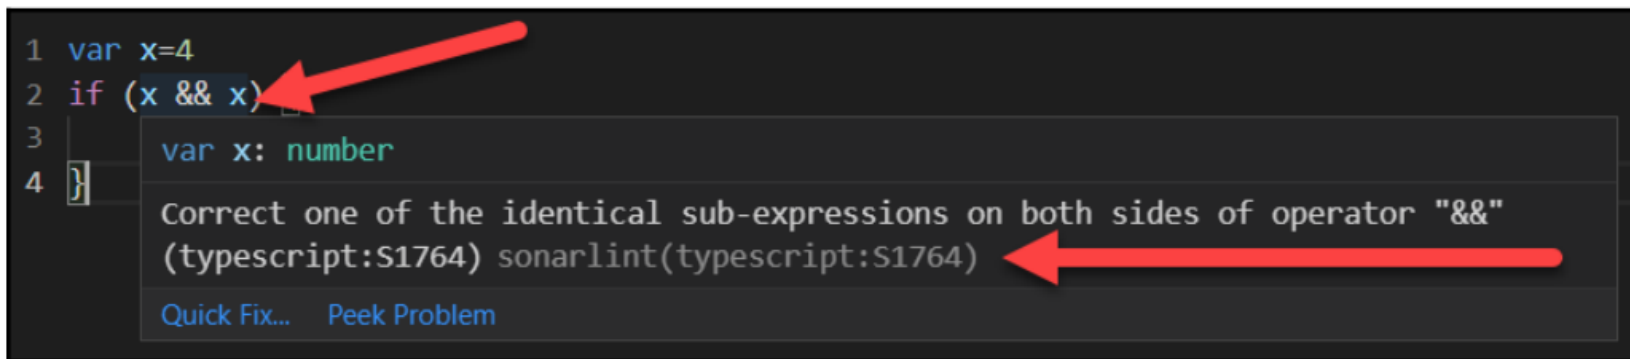 1 var x=4
2 if (x && x) {
3
4 }
var x: number
Correct one of the identical sub-expressions on both sides of operator "&&"
(typescript:S1764) sonarlint(typescript:S1764)
Quick Fix... Peek Problem